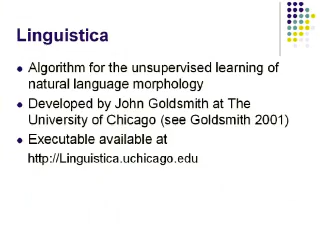 Linguistica
Algorithm for the unsupervised learning of
natural language morphology
Developed by John Goldsmith at The
University of Chicago (see Goldsmith 2001)
Executable available at
http://Linguistica.uchicago.edu